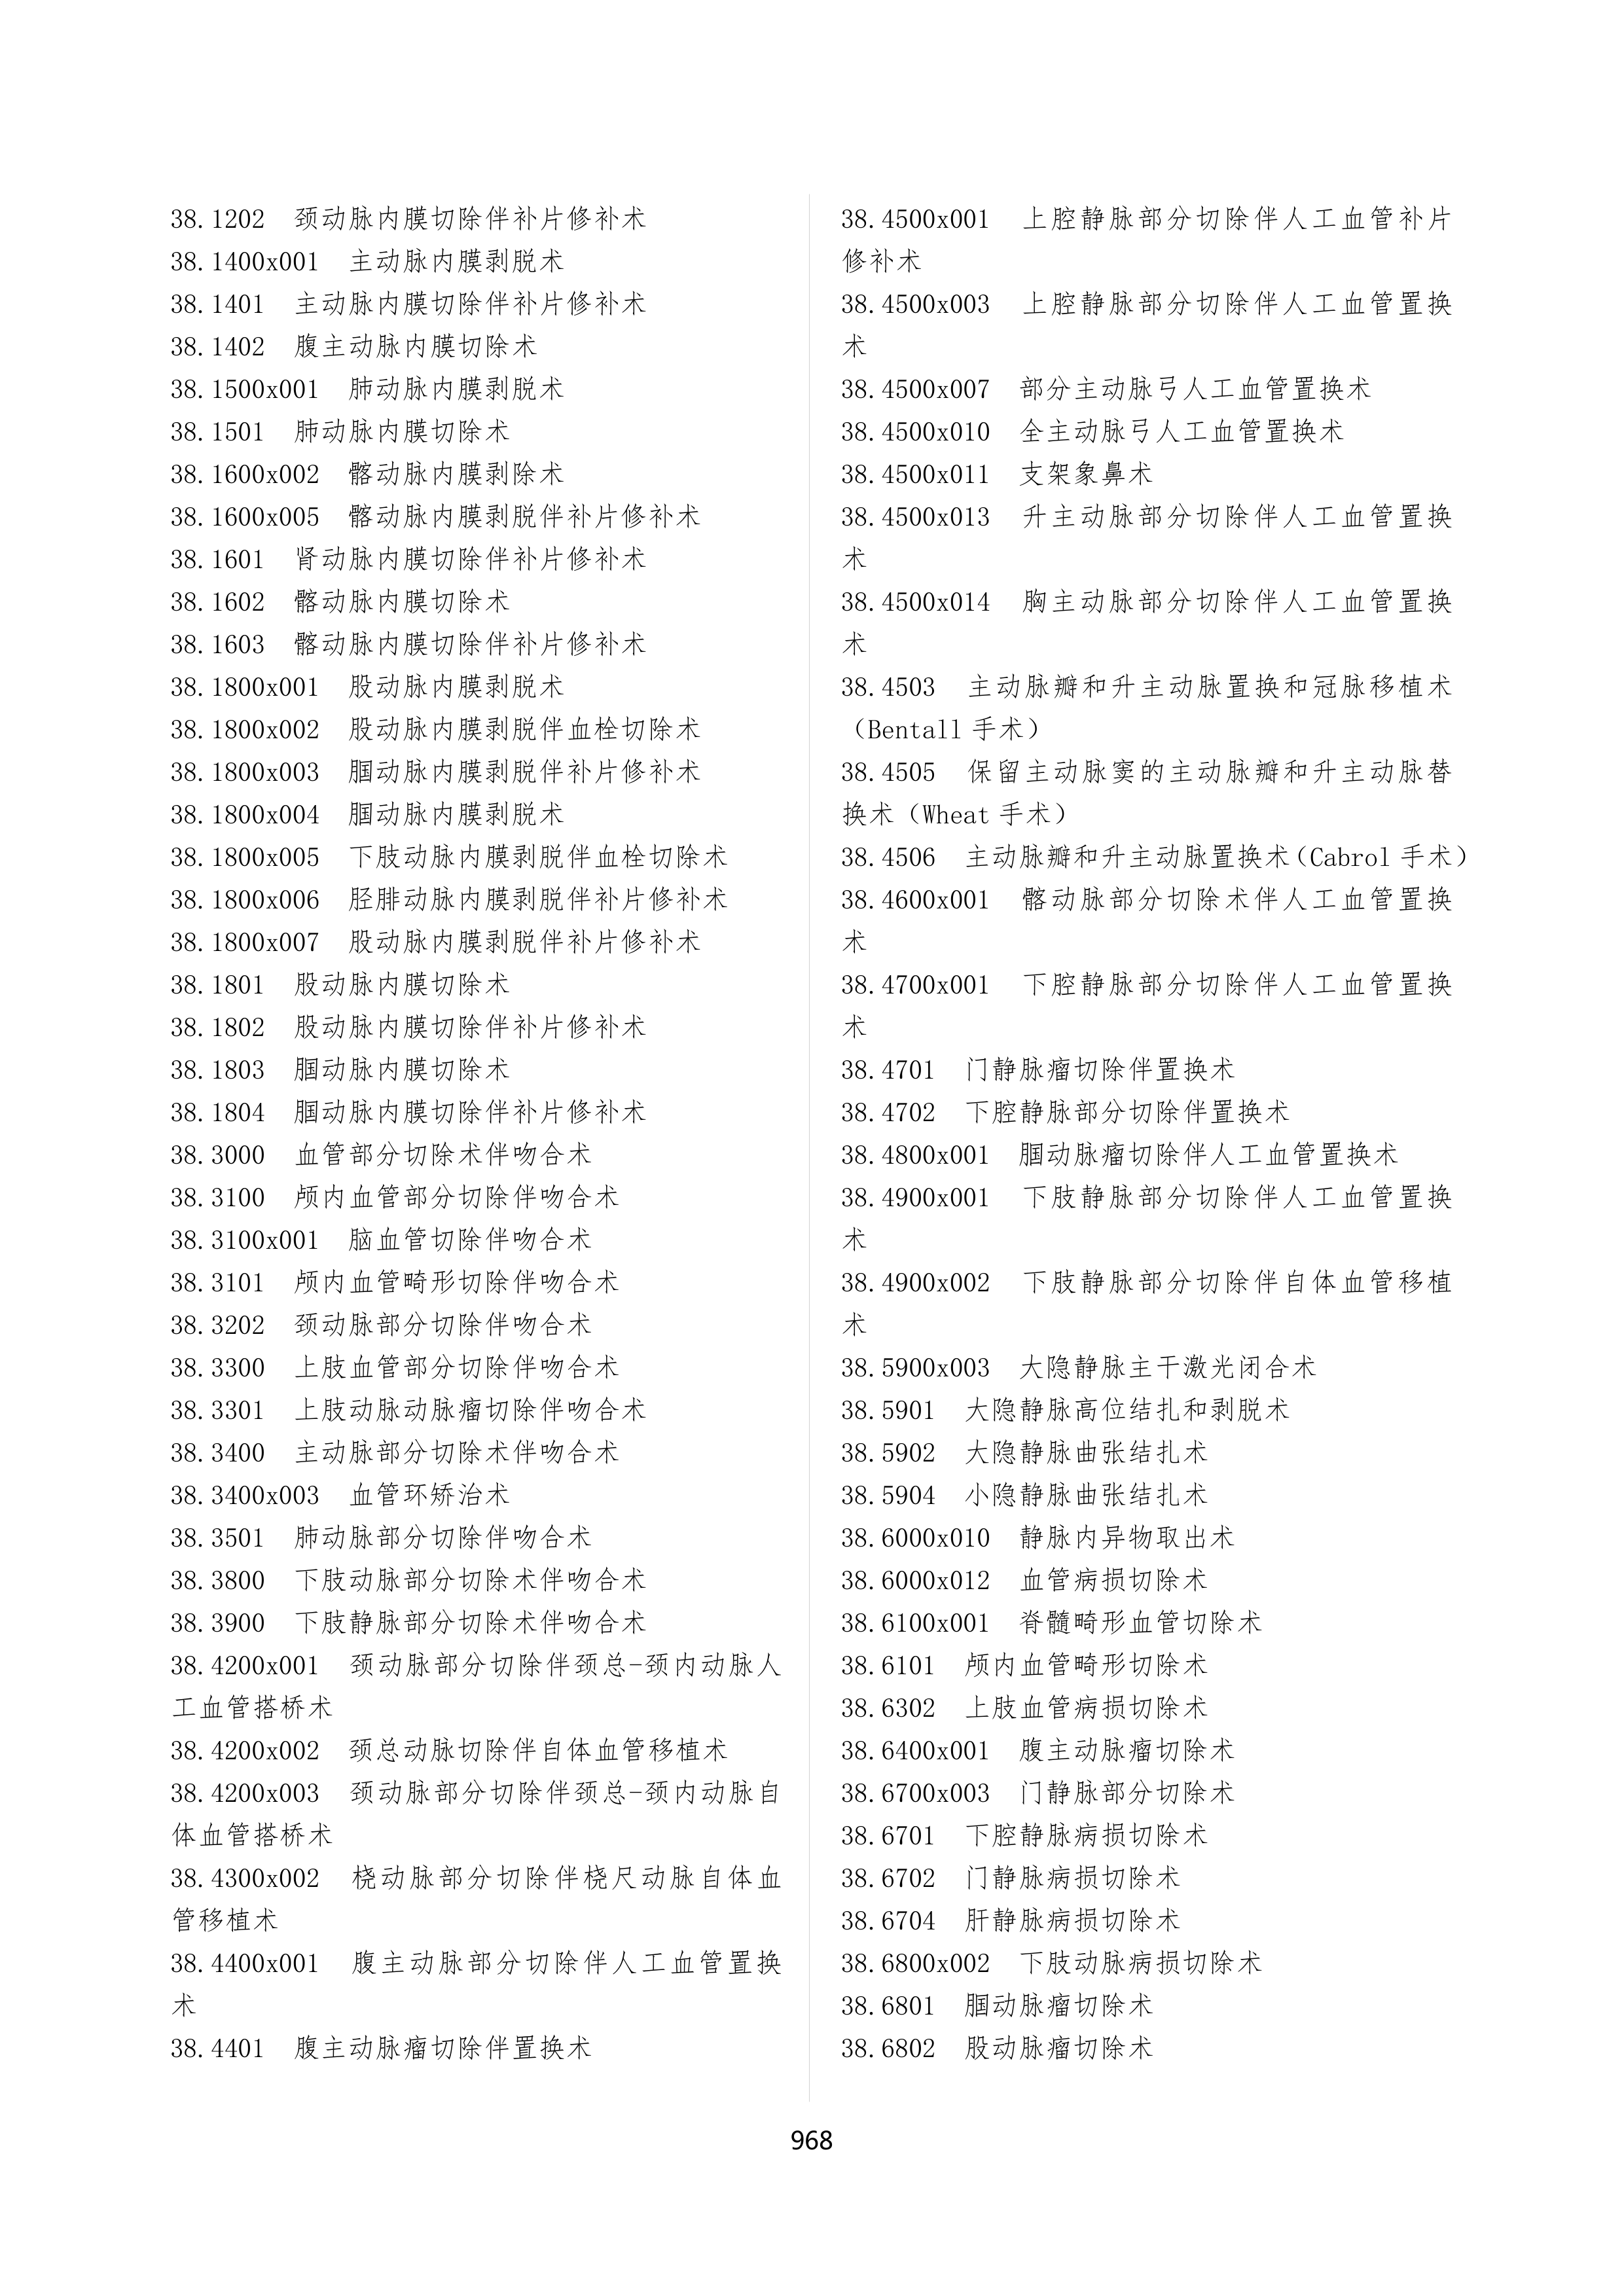 38.1202 颈动脉内膜切除伴补片修补术
38.1400x001 主动脉内膜剥脱术
38.1401 主动脉内膜切除伴补片修补术
38.1402 腹主动脉内膜切除术
38.1500x001 肺动脉内膜剥脱术
38.1501 肺动脉内膜切除术
38.1600x002 髂动脉内膜剥除术
38.1600x005 髂动脉内膜剥脱伴补片修补术
38.1601 肾动脉内膜切除伴补片修补术
38.1602 髂动脉内膜切除术
38.1603 髂动脉内膜切除伴补片修补术
38.1800x001 股动脉内膜剥脱术
38.1800x002 股动脉内膜剥脱伴血栓切除术
38.1800x003 腘动脉内膜剥脱伴补片修补术
38.1800x004 腘动脉内膜剥脱术
38.1800x005 下肢动脉内膜剥脱伴血栓切除术
38.1800x006 胫腓动脉内膜剥脱伴补片修补术
38.1800x007 股动脉内膜剥脱伴补片修补术
38.1801 股动脉内膜切除术
38.1802 股动脉内膜切除伴补片修补术
38.1803 腘动脉内膜切除术
38.1804 腘动脉内膜切除伴补片修补术
38.3000 血管部分切除术伴吻合术
38.3100 颅内血管部分切除伴吻合术
38.3100x001 脑血管切除伴吻合术
38.3101 颅内血管畸形切除伴吻合术
38.3202 颈动脉部分切除伴吻合术
38.3300 上肢血管部分切除伴吻合术
38.3301 上肢动脉动脉瘤切除伴吻合术
38.3400 主动脉部分切除术伴吻合术
38.3400x003 血管环矫治术
38.3501 肺动脉部分切除伴吻合术
38.3800 下肢动脉部分切除术伴吻合术
38.3900 下肢静脉部分切除术伴吻合术
38.4200x001 颈动脉部分切除伴颈总-颈内动脉人
工血管搭桥术
38.4200x002 颈总动脉切除伴自体血管移植术
38.4200x003 颈动脉部分切除伴颈总-颈内动脉自
体血管搭桥术
38.4300x002 桡动脉部分切除伴桡尺动脉自体血
管移植术
38.4400x001 腹主动脉部分切除伴人工血管置换
术
38.4401 腹主动脉瘤切除伴置换术
38.4500x001 上腔静脉部分切除伴人工血管补片
修补术
38.4500x003 上腔静脉部分切除伴人工血管置换
术
38.4500x007 部分主动脉弓人工血管置换术
38.4500x010 全主动脉弓人工血管置换术
38.4500x011 支架象鼻术
38.4500x013 升主动脉部分切除伴人工血管置换
术
38.4500x014 胸主动脉部分切除伴人工血管置换
术
38.4503 主动脉瓣和升主动脉置换和冠脉移植术
（Bentall 手术）
38.4505 保留主动脉窦的主动脉瓣和升主动脉替
换术（Wheat 手术）
38.4506 主动脉瓣和升主动脉置换术（Cabrol 手术）
38.4600x001 髂动脉部分切除术伴人工血管置换
术
38.4700x001 下腔静脉部分切除伴人工血管置换
术
38.4701 门静脉瘤切除伴置换术
38.4702 下腔静脉部分切除伴置换术
38.4800x001 腘动脉瘤切除伴人工血管置换术
38.4900x001 下肢静脉部分切除伴人工血管置换
术
38.4900x002 下肢静脉部分切除伴自体血管移植
术
38.5900x003 大隐静脉主干激光闭合术
38.5901 大隐静脉高位结扎和剥脱术
38.5902 大隐静脉曲张结扎术
38.5904 小隐静脉曲张结扎术
38.6000x010 静脉内异物取出术
38.6000x012 血管病损切除术
38.6100x001 脊髓畸形血管切除术
38.6101 颅内血管畸形切除术
38.6302 上肢血管病损切除术
38.6400x001 腹主动脉瘤切除术
38.6700x003 门静脉部分切除术
38.6701 下腔静脉病损切除术
38.6702 门静脉病损切除术
38.6704 肝静脉病损切除术
38.6800x002 下肢动脉病损切除术
38.6801 腘动脉瘤切除术
38.6802 股动脉瘤切除术
968